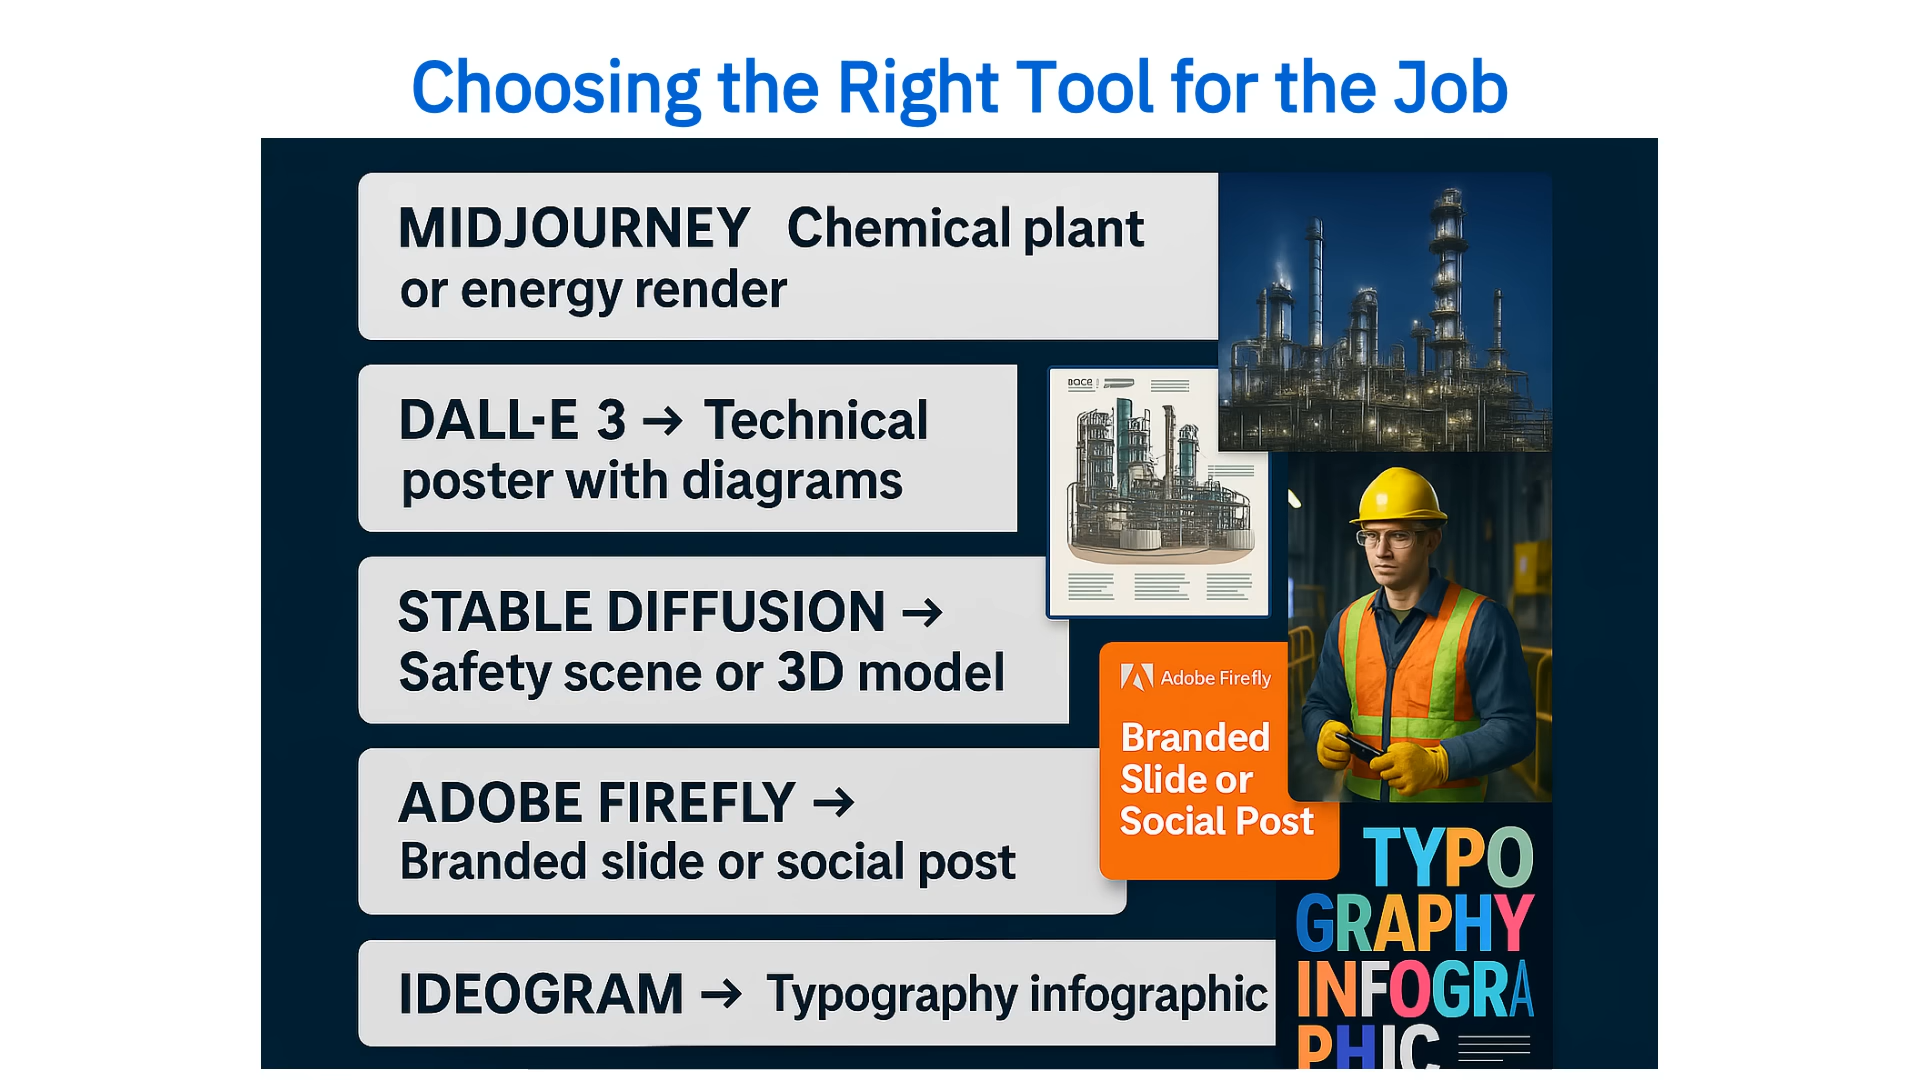 Choosing the Right Tool for the Job
MIDJOURNEY Chemical plant
or energy render
DALL-E 3 → Technical
poster with diagrams
STABLE DIFFUSION →
Safety scene or 3D model
Adobe Firefly
Branded
Slide or
Social Post
ADOBE FIREFLY →
Branded slide or social post
IDEOGRAM → Typography infographic
TYPO
GRAPHY
INFOGRA
PHIC